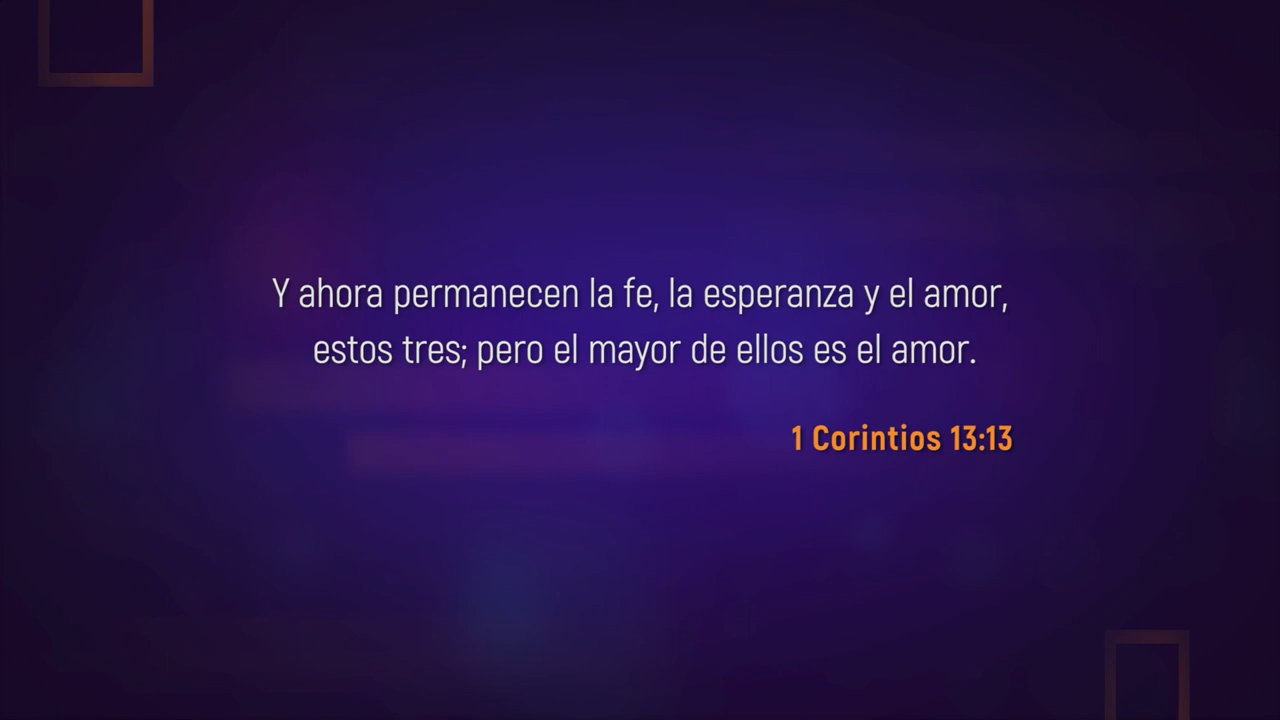 Y ahora permanecen la fe, la esperanza y el amor,
estos tres; pero el mayor de ellos es el amor.
1 Corintios 13:13